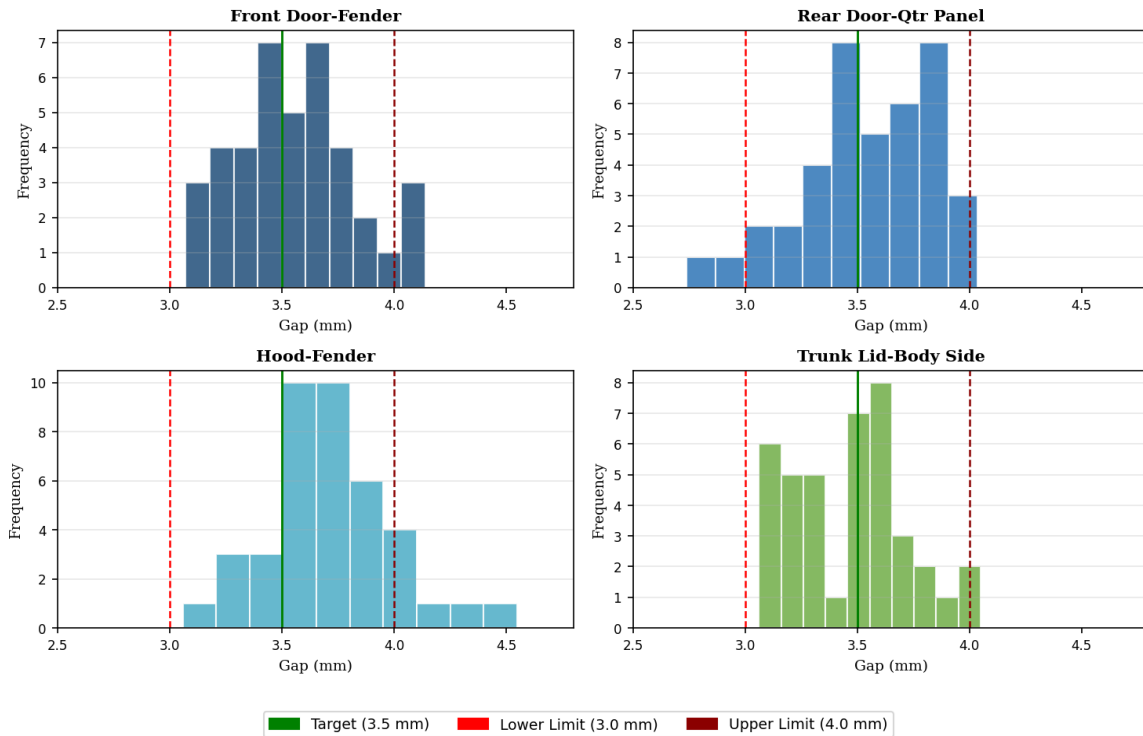 Front Door-Fender
Frequency
7
6
5
4
3
2
1
0
2.5 3.0 3.5 4.0 4.5
Gap (mm)
Rear Door-Qtr Panel
Frequency
8
7
6
5
4
3
2
1
0
2.5 3.0 3.5 4.0 4.5
Gap (mm)
Hood-Fender
Frequency
10
8
6
4
2
0
2.5 3.0 3.5 4.0 4.5
Gap (mm)
Trunk Lid-Body Side
Frequency
8
7
6
5
4
3
2
1
0
2.5 3.0 3.5 4.0 4.5
Gap (mm)
Target (3.5 mm) Lower Limit (3.0 mm) Upper Limit (4.0 mm)